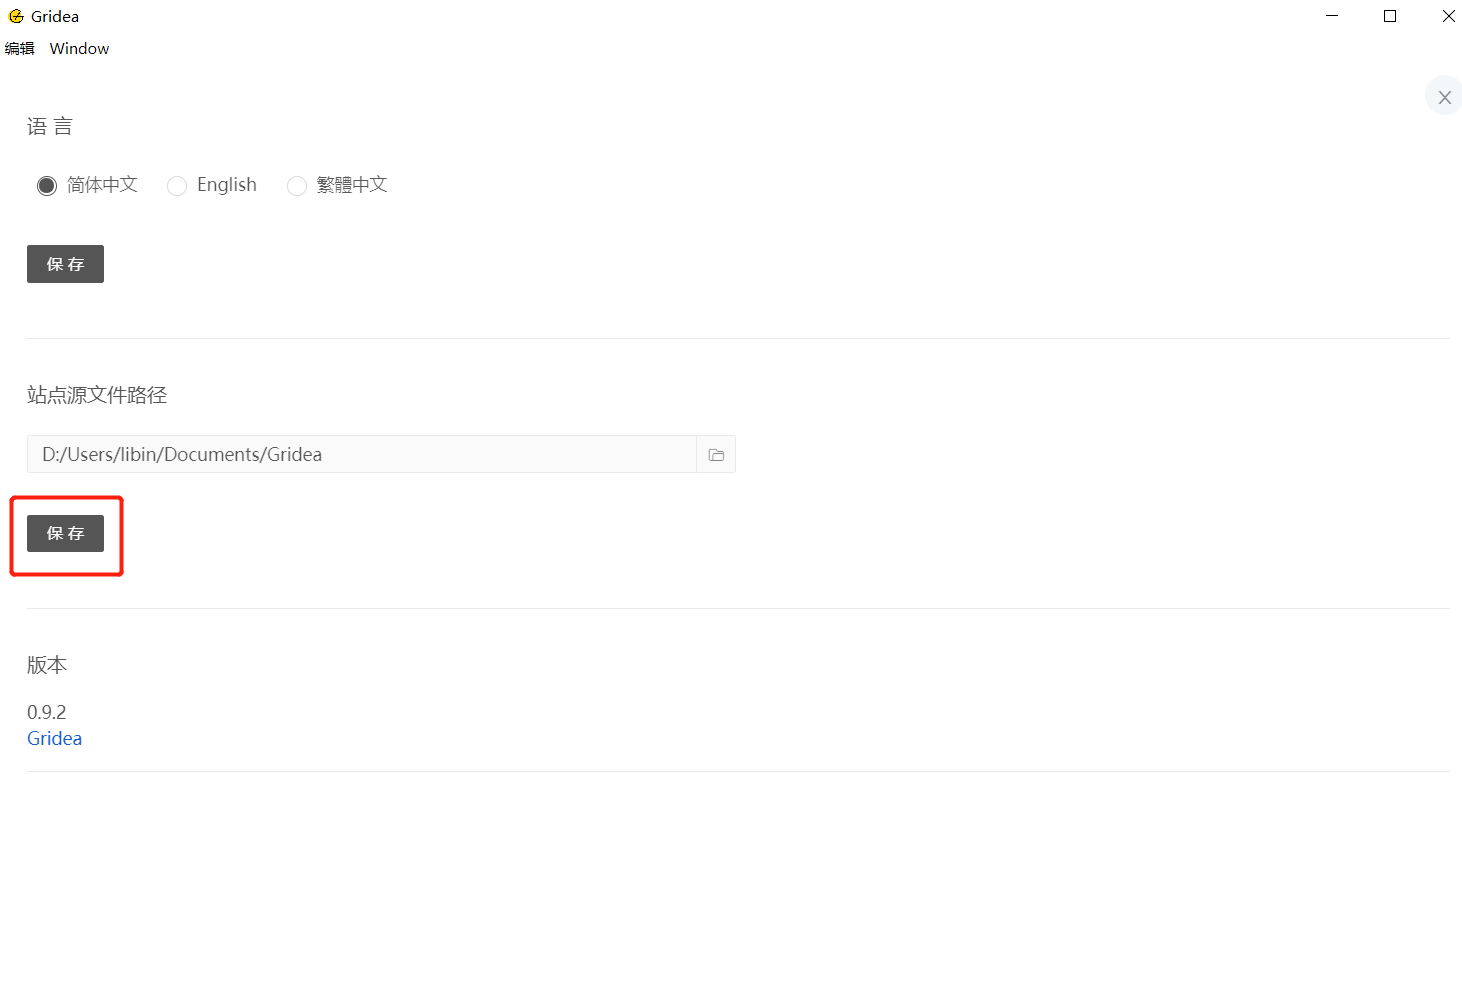 Gridea
编辑 Window
语 言
简体中文 English 繁體中文
保 存
站点源文件路径
D:/Users/libin/Documents/Gridea
保 存
版本
0.9.2
Gridea